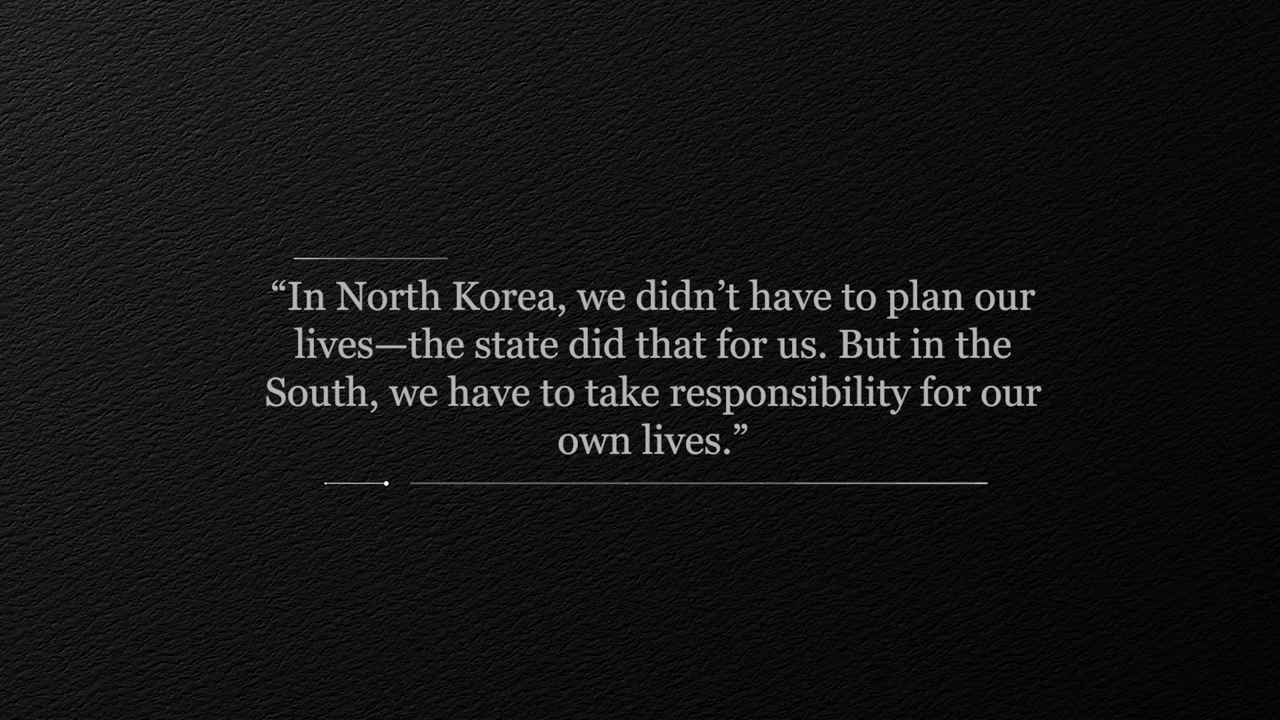 “In North Korea, we didn’t have to plan our
lives—the state did that for us. But in the
South, we have to take responsibility for our
own lives.”